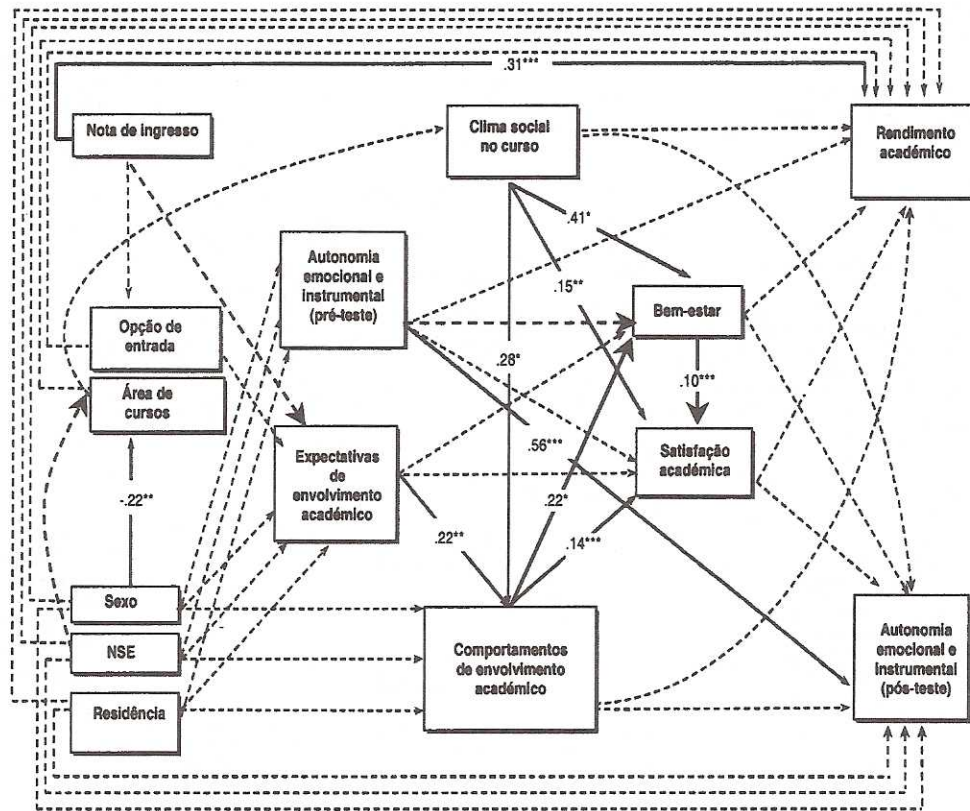 .31***
Nota de ingresso
Clima social
no curso
Rendimento
académico
.41*
Autonomia
emocional e
instrumental
(pré-teste)
.15**
Bem-estar
Opção de
entrada
.28*
.10***
Área de
cursos
Expectativas
de
envolvimento
académico
.56***
Satisfação
académica
-.22**
.22*
.22**
.14***
Sexo
NSE
Residência
Comportamentos
de envolvimento
académico
Autonomia
emocional e
instrumental
(pós-teste)